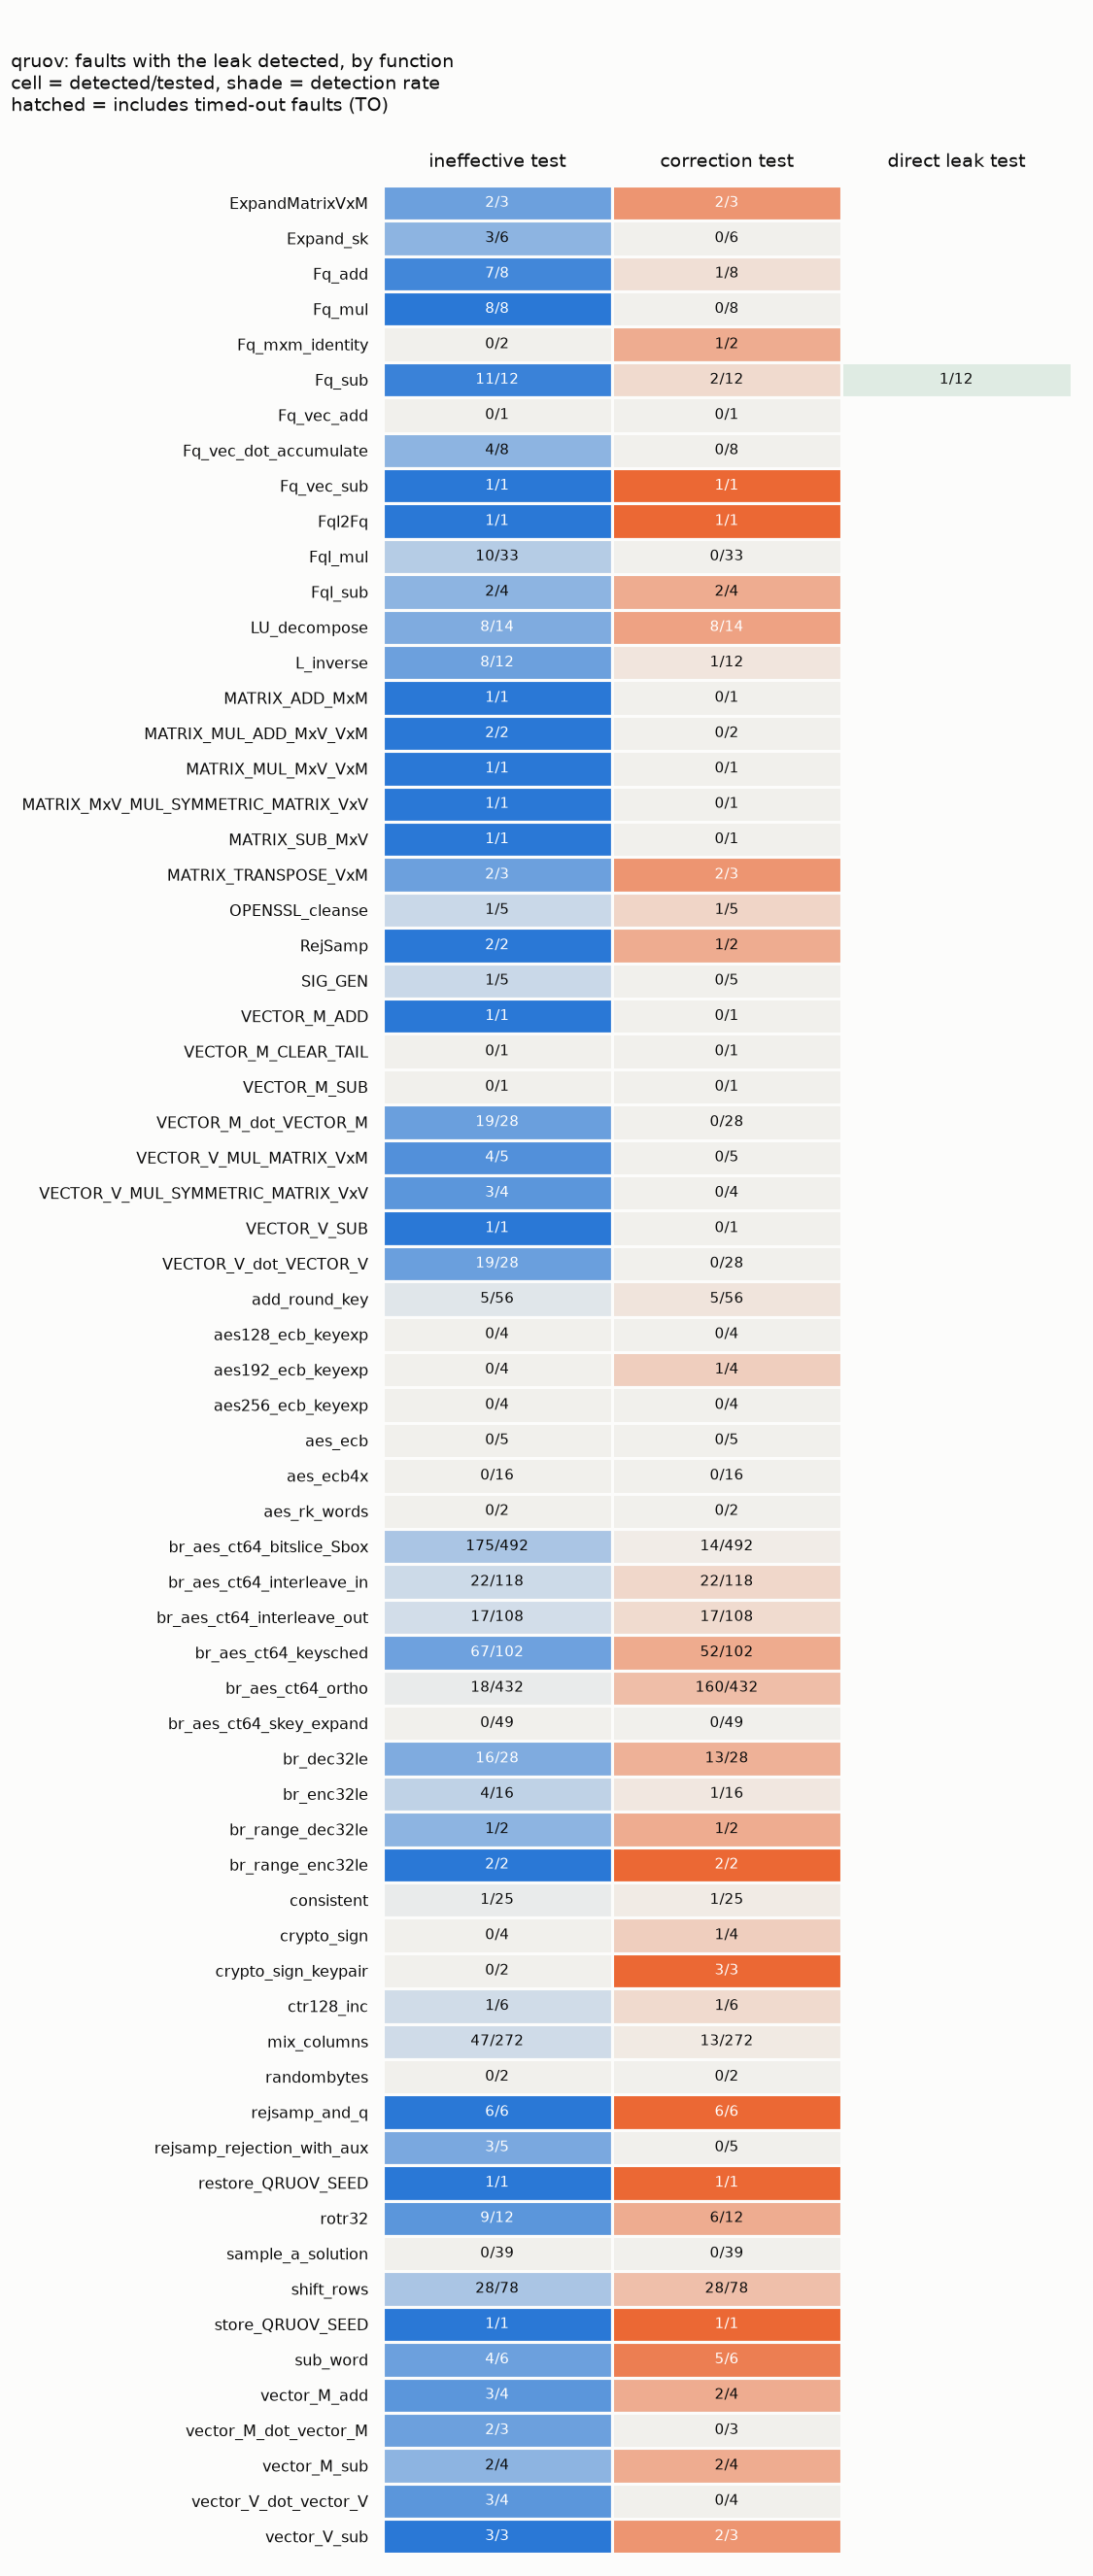 qruov: faults with the leak detected, by function
cell = detected/tested, shade = detection rate
hatched = includes timed-out faults (TO)
ineffective test correction test direct leak test
ExpandMatrixVxM 2/3 2/3
Expand_sk 3/6 0/6
Fq_add 7/8 1/8
Fq_mul 8/8 0/8
Fq_mxm_identity 0/2 1/2
Fq_sub 11/12 2/12 1/12
Fq_vec_add 0/1 0/1
Fq_vec_dot_accumulate 4/8 0/8
Fq_vec_sub 1/1 1/1
Fql2Fq 1/1 1/1
Fql_mul 10/33 0/33
Fql_sub 2/4 2/4
LU_decompose 8/14 8/14
L_inverse 8/12 1/12
MATRIX_ADD_MxM 1/1 0/1
MATRIX_MUL_ADD_MxV_VxM 2/2 0/2
MATRIX_MUL_MxV_VxM 1/1 0/1
MATRIX_MxV_MUL_SYMMETRIC_MATRIX_VxV 1/1 0/1
MATRIX_SUB_MxV 1/1 0/1
MATRIX_TRANSPOSE_VxM 2/3 2/3
OPENSSL_cleanse 1/5 1/5
RejSamp 2/2 1/2
SIG_GEN 1/5 0/5
VECTOR_M_ADD 1/1 0/1
VECTOR_M_CLEAR_TAIL 0/1 0/1
VECTOR_M_SUB 0/1 0/1
VECTOR_M_dot_VECTOR_M 19/28 0/28
VECTOR_V_MUL_MATRIX_VxM 4/5 0/5
VECTOR_V_MUL_SYMMETRIC_MATRIX_VxV 3/4 0/4
VECTOR_V_SUB 1/1 0/1
VECTOR_V_dot_VECTOR_V 19/28 0/28
add_round_key 5/56 5/56
aes128_ecb_keyexp 0/4 0/4
aes192_ecb_keyexp 0/4 1/4
aes256_ecb_keyexp 0/4 0/4
aes_ecb 0/5 0/5
aes_ecb4x 0/16 0/16
aes_rk_words 0/2 0/2
br_aes_ct64_bitslice_Sbox 175/492 14/492
br_aes_ct64_interleave_in 22/118 22/118
br_aes_ct64_interleave_out 17/108 17/108
br_aes_ct64_keysched 67/102 52/102
br_aes_ct64_ortho 18/432 160/432
br_aes_ct64_skey_expand 0/49 0/49
br_dec32le 16/28 13/28
br_enc32le 4/16 1/16
br_range_dec32le 1/2 1/2
br_range_enc32le 2/2 2/2
consistent 1/25 1/25
crypto_sign 0/4 1/4
crypto_sign_keypair 0/2 3/3
ctr128_inc 1/6 1/6
mix_columns 47/272 13/272
randombytes 0/2 0/2
rejsamp_and_q 6/6 6/6
rejsamp_rejection_with_aux 3/5 0/5
restore_QRUOV_SEED 1/1 1/1
rotr32 9/12 6/12
sample_a_solution 0/39 0/39
shift_rows 28/78 28/78
store_QRUOV_SEED 1/1 1/1
sub_word 4/6 5/6
vector_M_add 3/4 2/4
vector_M_dot_vector_M 2/3 0/3
vector_M_sub 2/4 2/4
vector_V_dot_vector_V 3/4 0/4
vector_V_sub 3/3 2/3